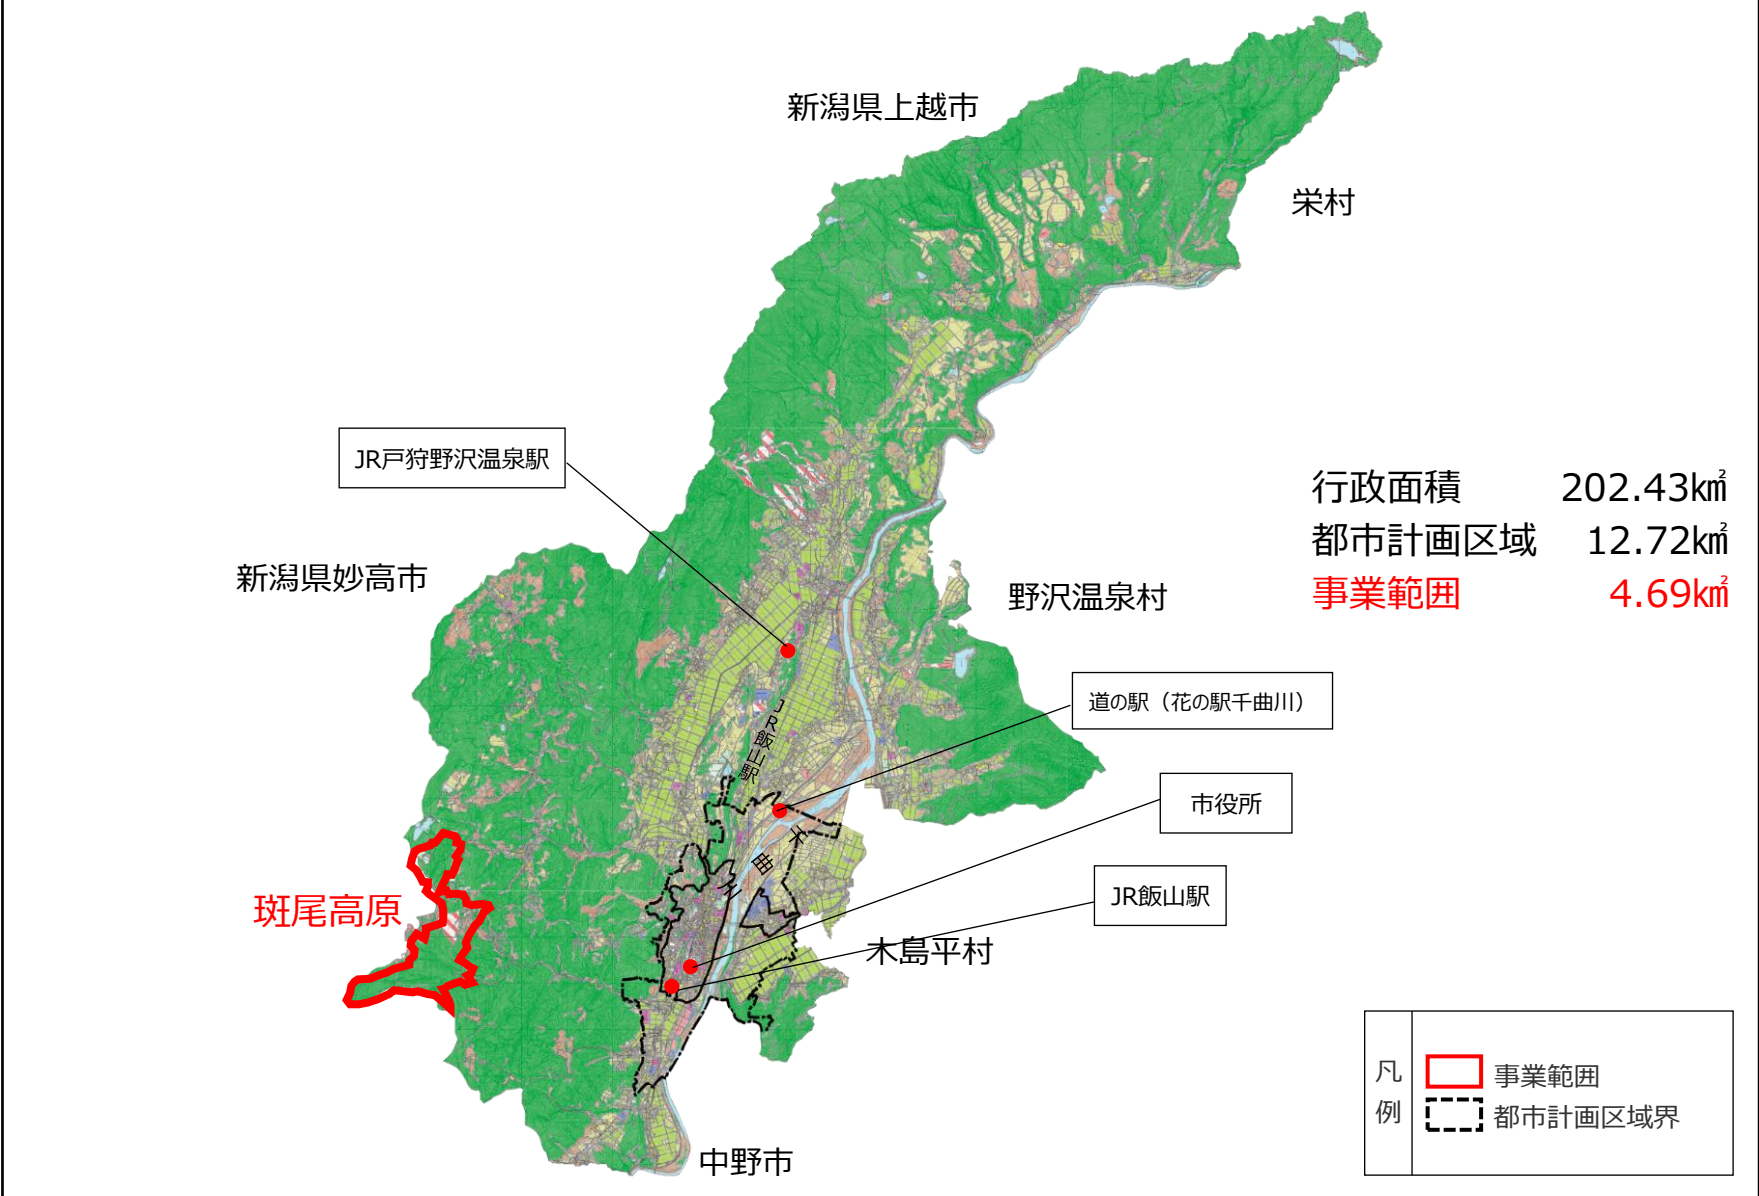 新潟県上越市
栄村
JR戸狩野沢温泉駅
行政面積 202.43㎢
都市計画区域 12.72㎢
事業範囲 4.69㎢
新潟県妙高市
野沢温泉村
道の駅（花の駅千曲川）
JR飯山駅
市役所
千曲川
JR飯山駅
斑尾高原
木島平村
凡例
事業範囲
都市計画区域界
中野市